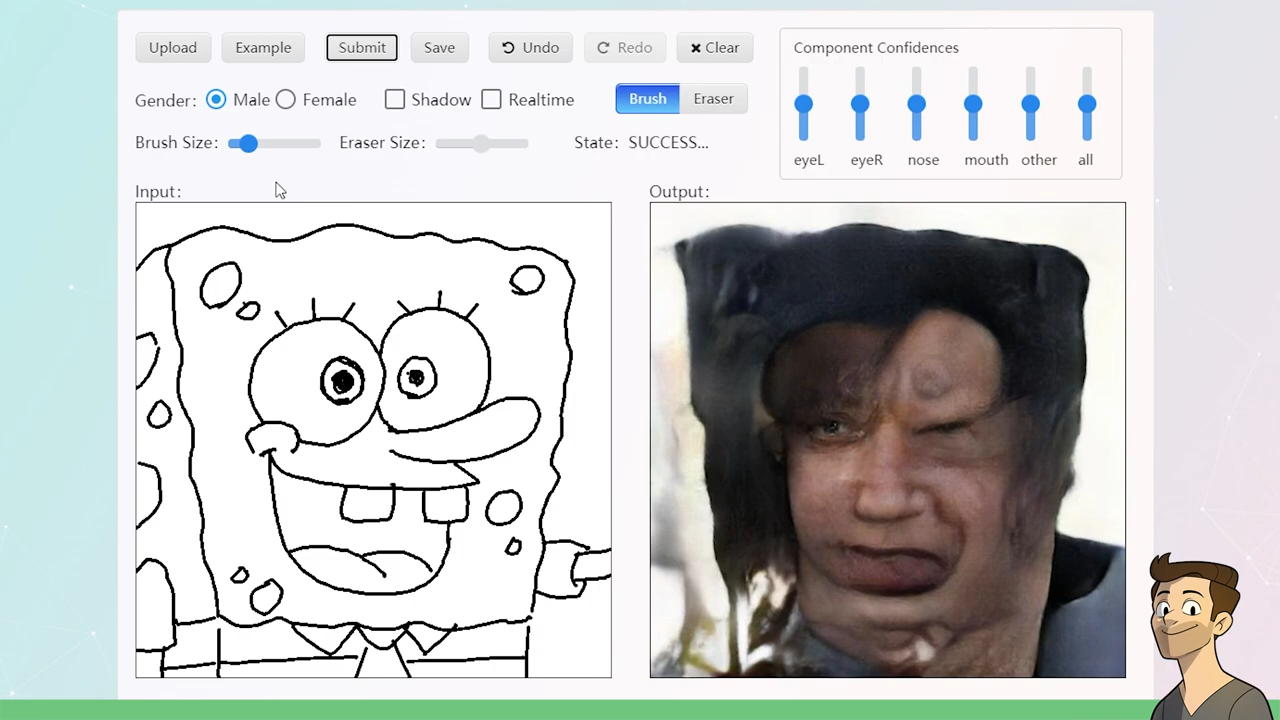 Upload Example Submit Save Undo Redo Clear
Component Confidences
Gender: Male Female Shadow Realtime Brush Eraser
Brush Size: Eraser Size: State: SUCCESS...
eyeL eyeR nose mouth other all
Input: Output: